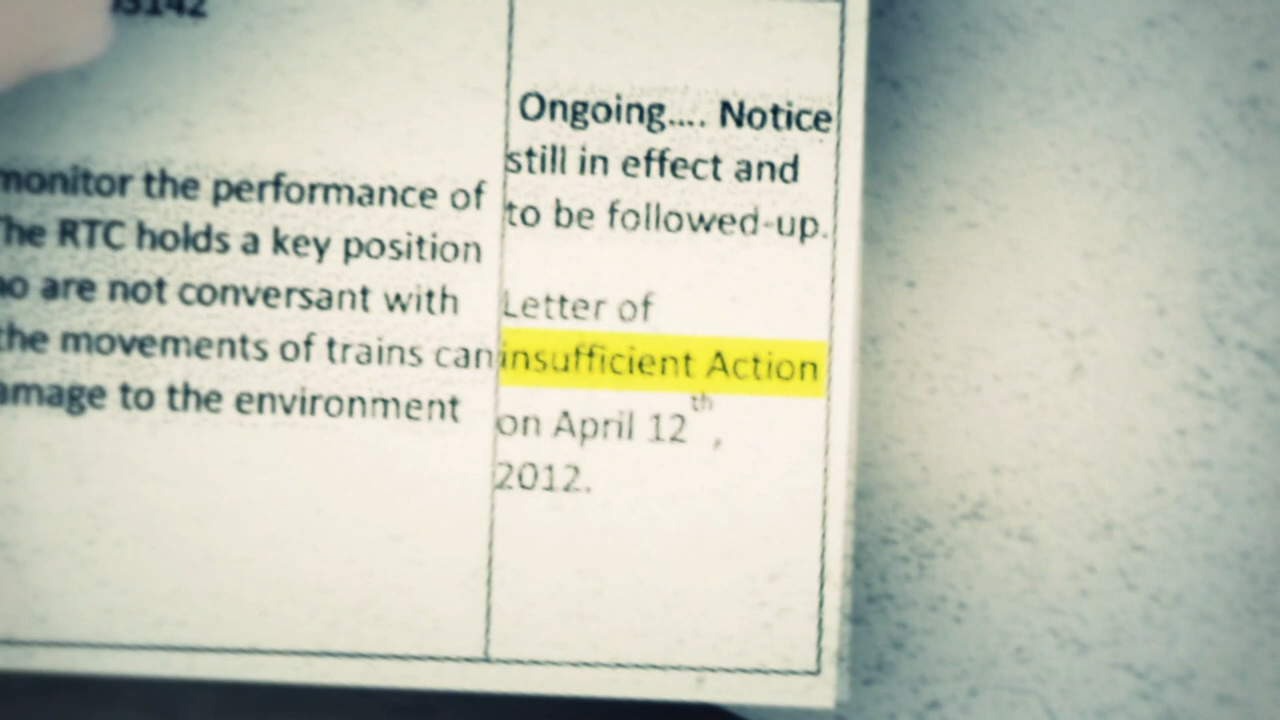 monitor the performance of
The RTC holds a key position
are not conversant with
the movements of trains can
to the environment
Ongoing.... Notice
still in effect and
to be followed-up.
Letter of
insufficient Action
on April 12th,
2012.